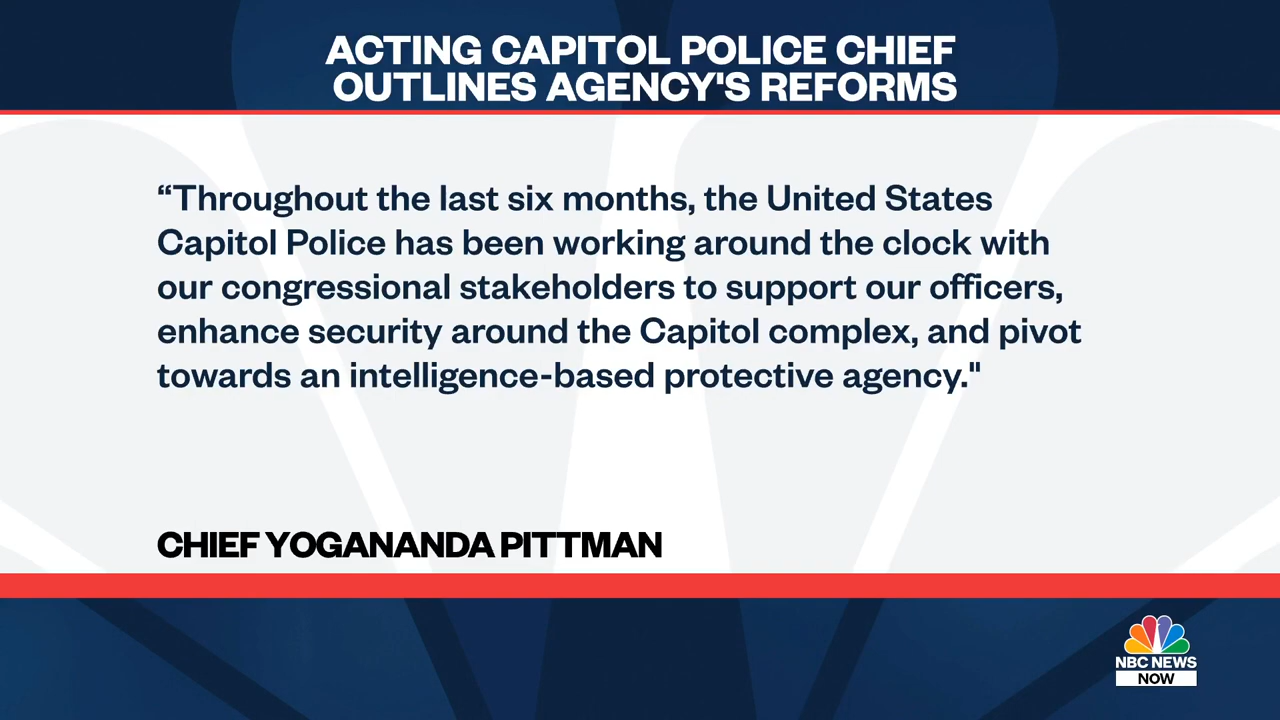 ACTING CAPITOL POLICE CHIEF
OUTLINES AGENCY'S REFORMS
“Throughout the last six months, the United States
Capitol Police has been working around the clock with
our congressional stakeholders to support our officers,
enhance security around the Capitol complex, and pivot
towards an intelligence-based protective agency."
CHIEF YOGANANDA PITTMAN
NBC NEWS
NOW